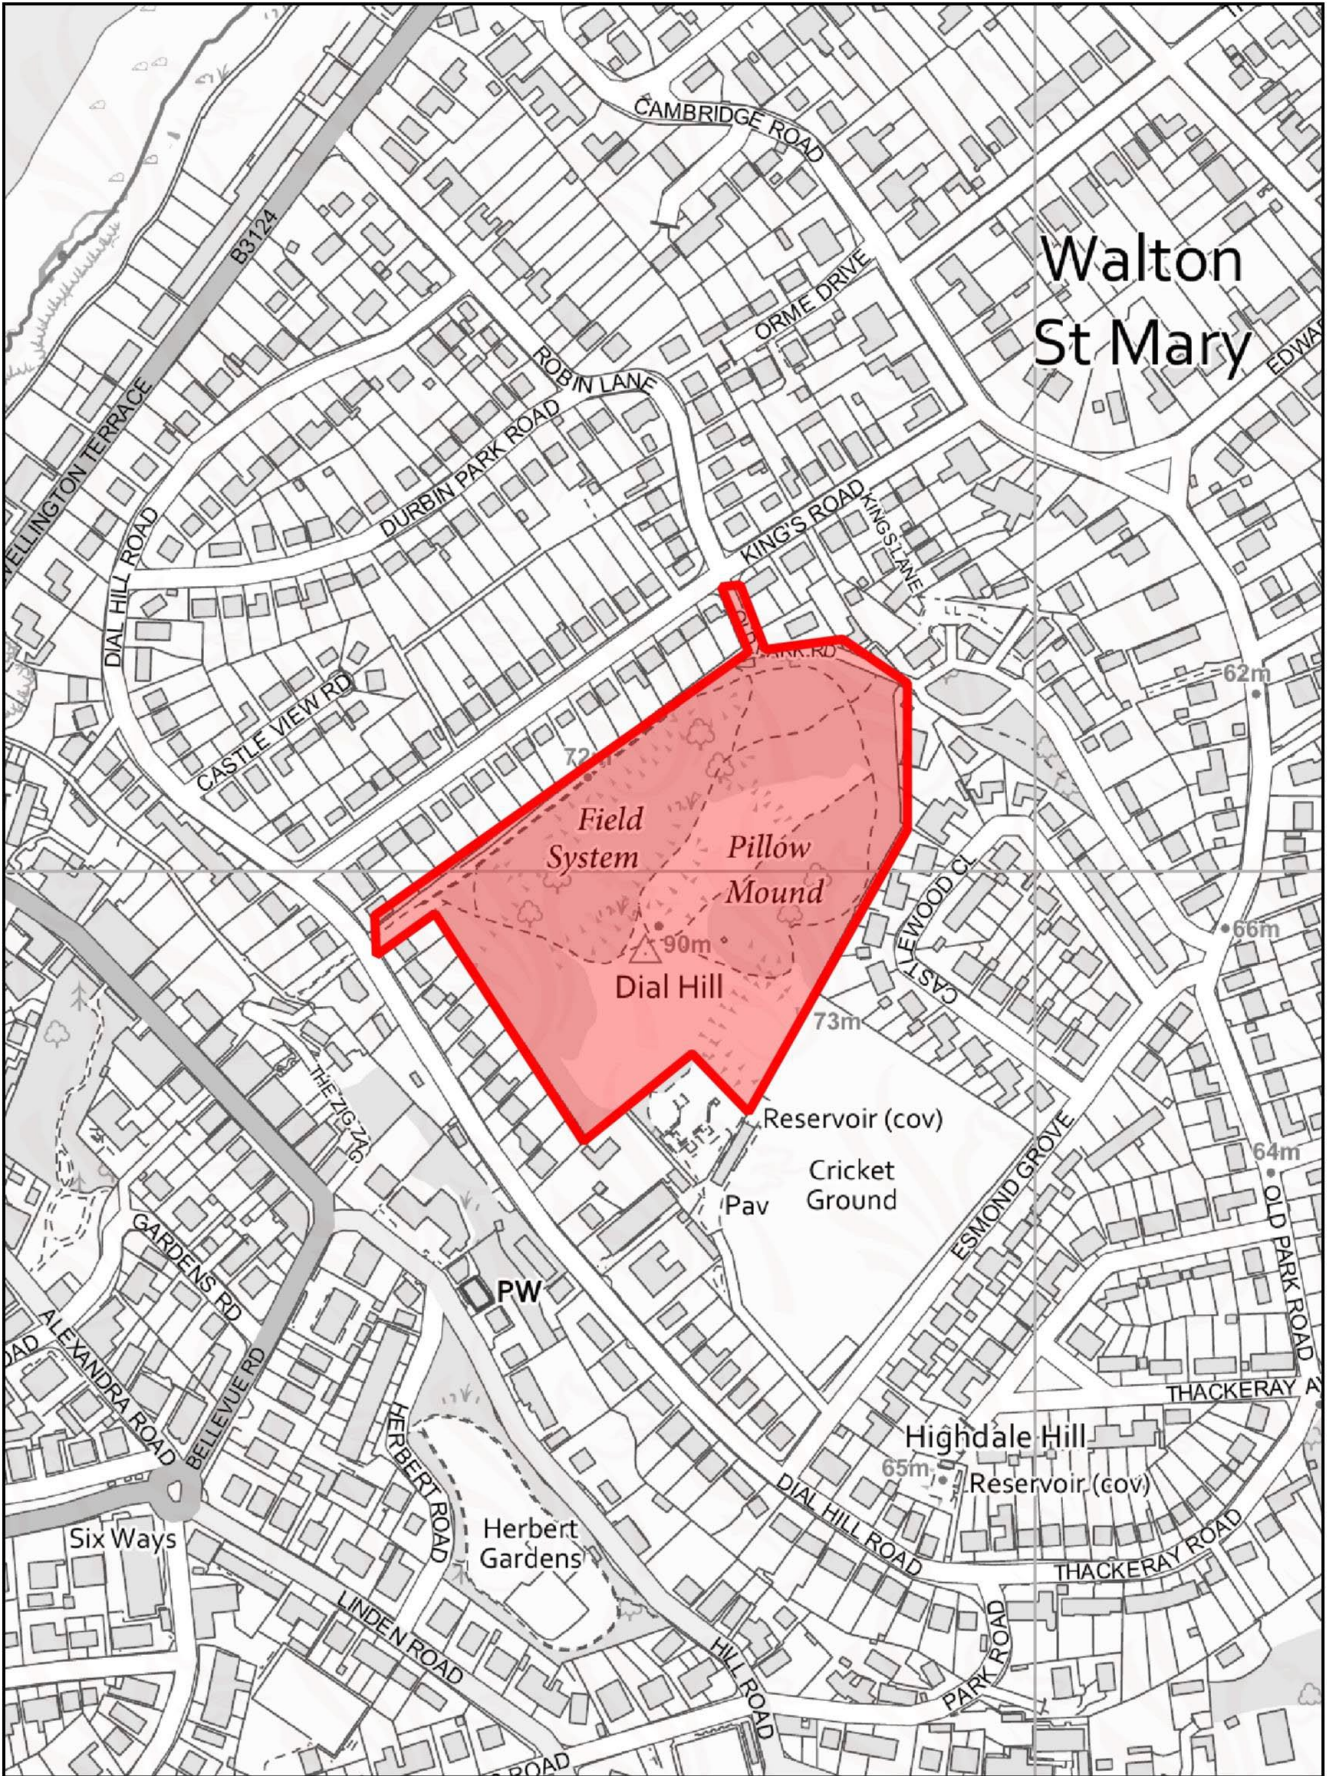 CAMBRIDGE ROAD
B3124
Walton
St Mary
ORME DRIVE
ROBIN LANE
WELLINGTON TERRACE
DURBIN PARK ROAD
KING'S ROAD
KING'S LANE
DIAL HILL ROAD
OLD
PARK RD
62m
CASTLE VIEW RD
72m
Field
System
Pillow
Mound
CASTLEWOOD CL
66m
90m
Dial Hill
73m
THE ZIG ZAG
Reservoir (cov)
Cricket
Ground
Pav
ESMOND GROVE
64m
OLD PARK ROAD
GARDENS RD
PW
ALEXANDRA ROAD
BELLEVUE RD
HERBERT ROAD
THACKERAY
Highdale Hill
65m
Reservoir (cov)
DIAL HILL ROAD
THACKERAY ROAD
Six Ways
Herbert
Gardens
LINDEN ROAD
HILL ROAD
PARK ROAD
ROAD